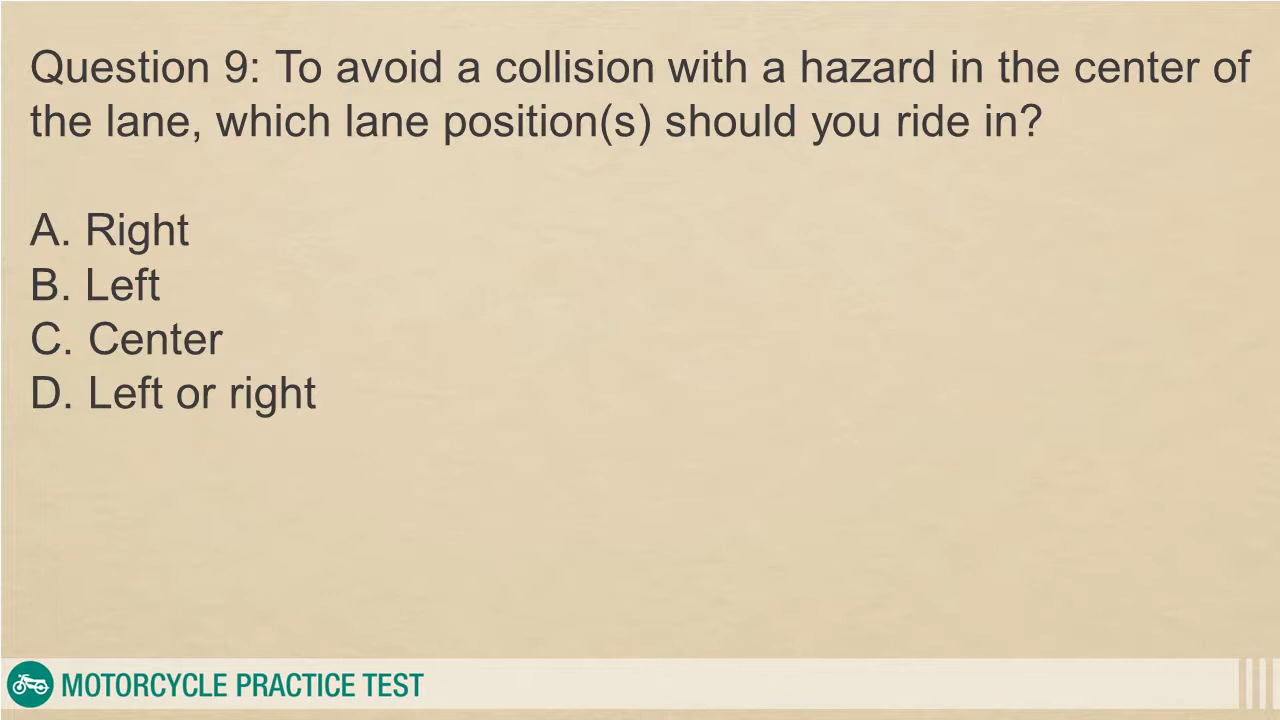 Question 9: To avoid a collision with a hazard in the center of
the lane, which lane position(s) should you ride in?
A. Right
B. Left
C. Center
D. Left or right
MOTORCYCLE PRACTICE TEST